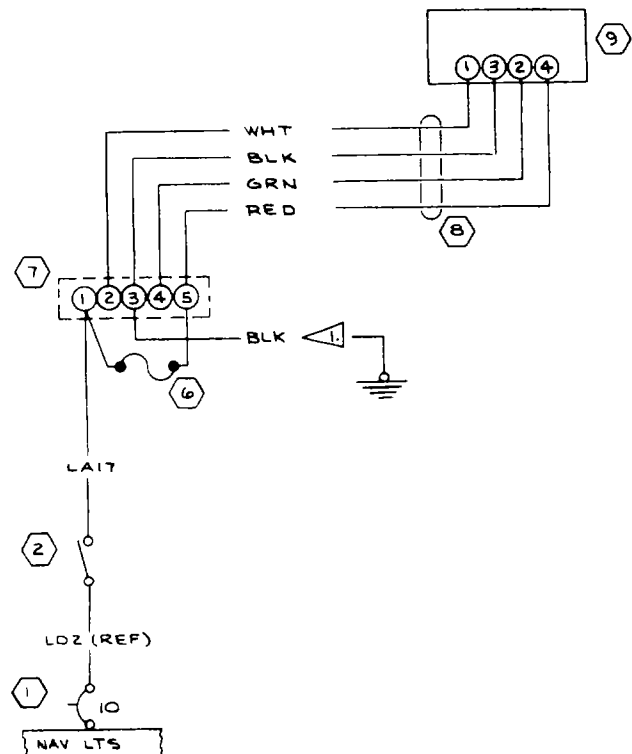 9
1 3 2 4
WHT
BLK
GRN
RED
8
7
1 2 3 4 5
BLK 1.
6
LA17
2
LD2 (REF)
1
10
NAV LTS